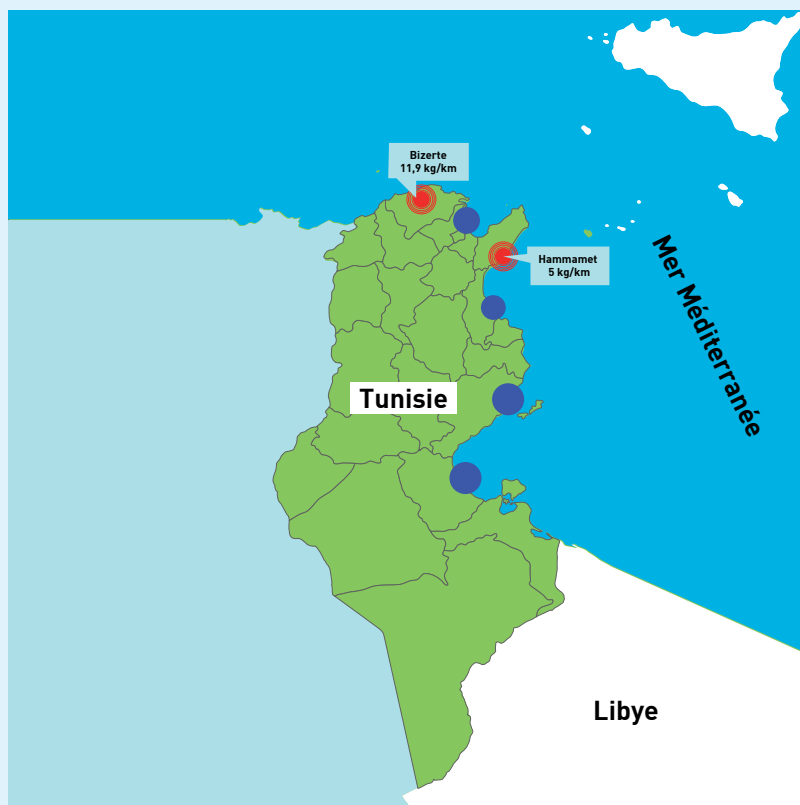 Bizerte
11,9 kg/km
Hammamet
5 kg/km
Mer Méditerranée
Tunisie
Libye